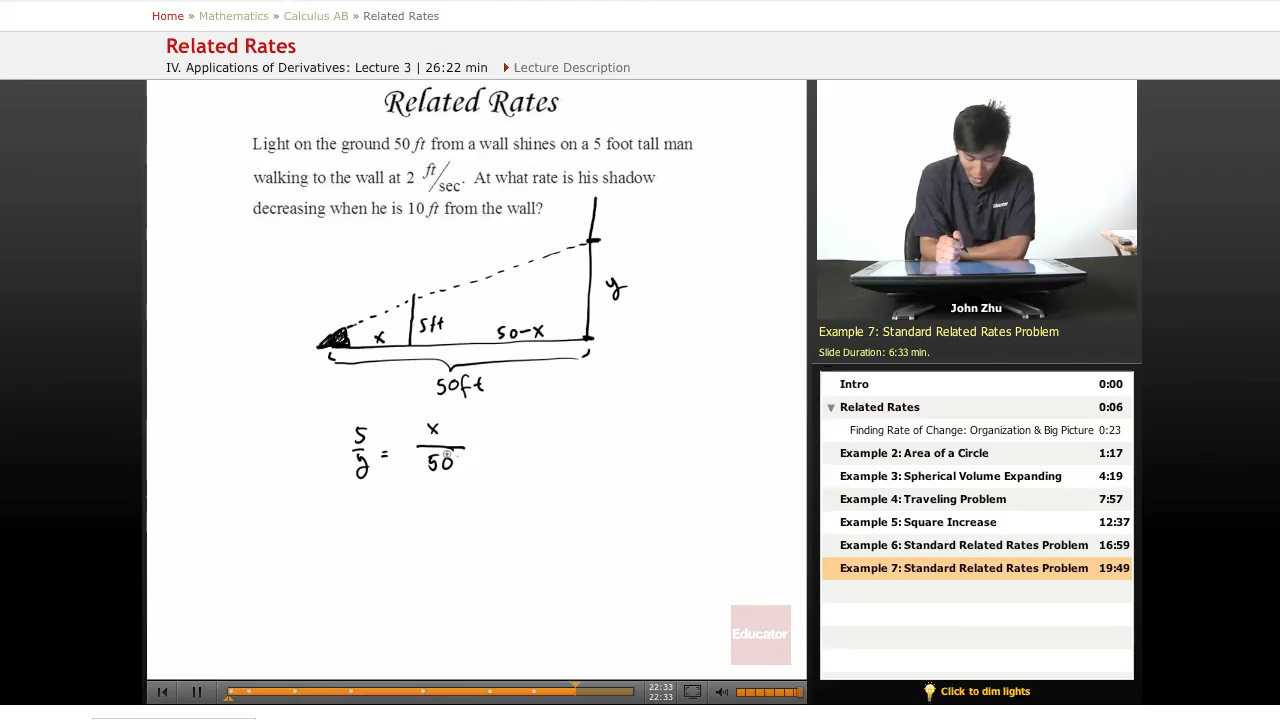 Home » Mathematics » Calculus AB » Related Rates
Related Rates
IV. Applications of Derivatives: Lecture 3 | 26:22 min Lecture Description
Related Rates
Light on the ground 50 ft from a wall shines on a 5 foot tall man
walking to the wall at 2 ft/sec. At what rate is his shadow
decreasing when he is 10 ft from the wall?
y
x 5ft 50-x
50ft
5/y = x/50
Educator
John Zhu
Example 7: Standard Related Rates Problem
Slide Duration: 6:33 min.
Intro 0:00
Related Rates 0:06
Finding Rate of Change: Organization & Big Picture 0:23
Example 2: Area of a Circle 1:17
Example 3: Spherical Volume Expanding 4:19
Example 4: Traveling Problem 7:57
Example 5: Square Increase 12:37
Example 6: Standard Related Rates Problem 16:59
Example 7: Standard Related Rates Problem 19:49
22:33
22:33
Click to dim lights